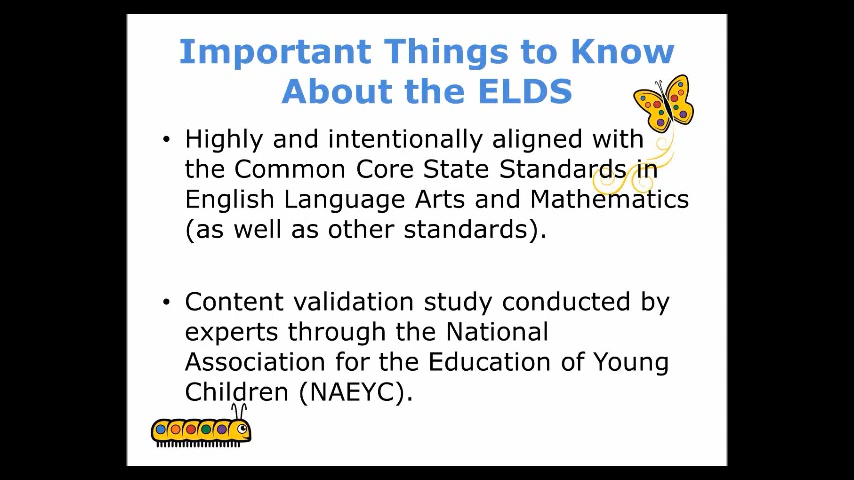 Important Things to Know
About the ELDS
• Highly and intentionally aligned with
the Common Core State Standards in
English Language Arts and Mathematics
(as well as other standards).
• Content validation study conducted by
experts through the National
Association for the Education of Young
Children (NAEYC).